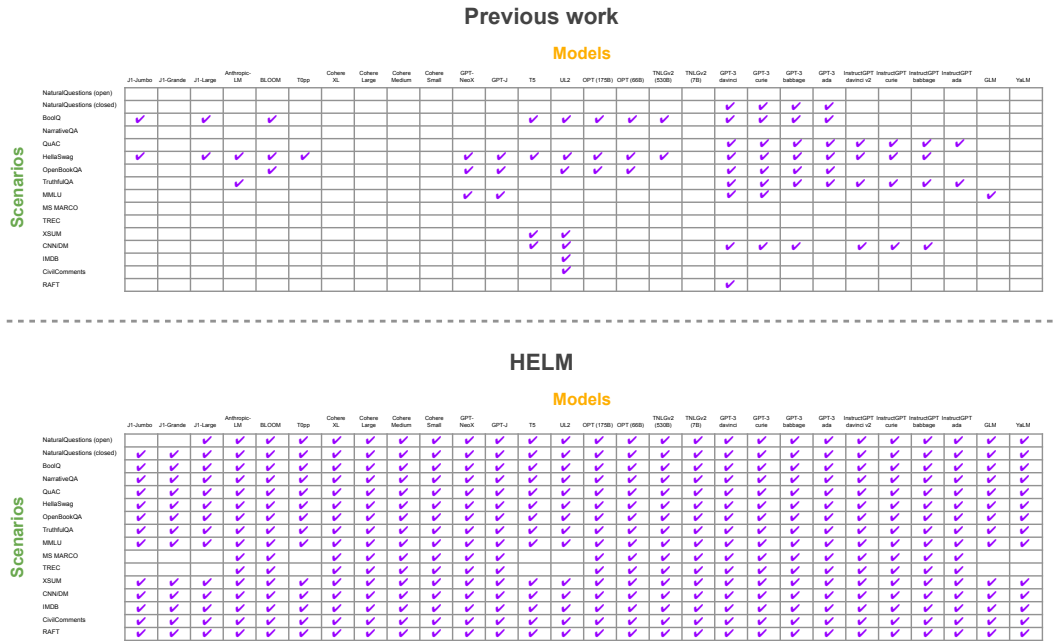 Previous work
Models
J1-Jumbo J1-Grande J1-Large Anthropic-LM BLOOM T0pp Cohere XL Cohere Large Cohere Medium Cohere Small GPT-NeoX GPT-J T5 UL2 OPT (175B) OPT (66B) TNLGv2 (530B) TNLGv2 (7B) GPT-3 davinci GPT-3 curie GPT-3 babbage GPT-3 ada InstructGPT davinci v2 InstructGPT curie InstructGPT babbage InstructGPT ada GLM YaLM
Scenarios
NaturalQuestions (open)
NaturalQuestions (closed) ✔ ✔ ✔ ✔
BoolQ ✔ ✔ ✔ ✔ ✔ ✔ ✔ ✔ ✔ ✔ ✔ ✔
NarrativeQA
QuAC ✔ ✔ ✔ ✔ ✔ ✔ ✔ ✔
HellaSwag ✔ ✔ ✔ ✔ ✔ ✔ ✔ ✔ ✔ ✔ ✔ ✔ ✔ ✔ ✔ ✔ ✔ ✔ ✔
OpenBookQA ✔ ✔ ✔ ✔ ✔ ✔ ✔ ✔ ✔ ✔
TruthfulQA ✔ ✔ ✔ ✔ ✔ ✔ ✔ ✔ ✔
MMLU ✔ ✔ ✔ ✔ ✔
MS MARCO
TREC
XSUM ✔ ✔
CNN/DM ✔ ✔ ✔ ✔ ✔ ✔ ✔ ✔
IMDB ✔
CivilComments ✔
RAFT ✔
HELM
Models
J1-Jumbo J1-Grande J1-Large Anthropic-LM BLOOM T0pp Cohere XL Cohere Large Cohere Medium Cohere Small GPT-NeoX GPT-J T5 UL2 OPT (175B) OPT (66B) TNLGv2 (530B) TNLGv2 (7B) GPT-3 davinci GPT-3 curie GPT-3 babbage GPT-3 ada InstructGPT davinci v2 InstructGPT curie InstructGPT babbage InstructGPT ada GLM YaLM
Scenarios
NaturalQuestions (open) ✔ ✔ ✔ ✔ ✔ ✔ ✔ ✔ ✔ ✔ ✔ ✔ ✔ ✔ ✔ ✔ ✔ ✔ ✔ ✔ ✔ ✔ ✔ ✔ ✔ ✔
NaturalQuestions (closed) ✔ ✔ ✔ ✔ ✔ ✔ ✔ ✔ ✔ ✔ ✔ ✔ ✔ ✔ ✔ ✔ ✔ ✔ ✔ ✔ ✔ ✔ ✔ ✔ ✔ ✔ ✔ ✔
BoolQ ✔ ✔ ✔ ✔ ✔ ✔ ✔ ✔ ✔ ✔ ✔ ✔ ✔ ✔ ✔ ✔ ✔ ✔ ✔ ✔ ✔ ✔ ✔ ✔ ✔ ✔ ✔ ✔
NarrativeQA ✔ ✔ ✔ ✔ ✔ ✔ ✔ ✔ ✔ ✔ ✔ ✔ ✔ ✔ ✔ ✔ ✔ ✔ ✔ ✔ ✔ ✔ ✔ ✔ ✔ ✔ ✔ ✔
QuAC ✔ ✔ ✔ ✔ ✔ ✔ ✔ ✔ ✔ ✔ ✔ ✔ ✔ ✔ ✔ ✔ ✔ ✔ ✔ ✔ ✔ ✔ ✔ ✔ ✔ ✔ ✔ ✔
HellaSwag ✔ ✔ ✔ ✔ ✔ ✔ ✔ ✔ ✔ ✔ ✔ ✔ ✔ ✔ ✔ ✔ ✔ ✔ ✔ ✔ ✔ ✔ ✔ ✔ ✔ ✔ ✔ ✔
OpenBookQA ✔ ✔ ✔ ✔ ✔ ✔ ✔ ✔ ✔ ✔ ✔ ✔ ✔ ✔ ✔ ✔ ✔ ✔ ✔ ✔ ✔ ✔ ✔ ✔ ✔ ✔ ✔ ✔
TruthfulQA ✔ ✔ ✔ ✔ ✔ ✔ ✔ ✔ ✔ ✔ ✔ ✔ ✔ ✔ ✔ ✔ ✔ ✔ ✔ ✔ ✔ ✔ ✔ ✔ ✔ ✔ ✔ ✔
MMLU ✔ ✔ ✔ ✔ ✔ ✔ ✔ ✔ ✔ ✔ ✔ ✔ ✔ ✔ ✔ ✔ ✔ ✔ ✔ ✔ ✔ ✔ ✔ ✔ ✔ ✔ ✔ ✔
MS MARCO ✔ ✔ ✔ ✔ ✔ ✔ ✔ ✔ ✔ ✔ ✔ ✔ ✔ ✔ ✔ ✔ ✔ ✔ ✔ ✔
TREC ✔ ✔ ✔ ✔ ✔ ✔ ✔ ✔ ✔ ✔ ✔ ✔ ✔ ✔ ✔ ✔ ✔ ✔ ✔ ✔
XSUM ✔ ✔ ✔ ✔ ✔ ✔ ✔ ✔ ✔ ✔ ✔ ✔ ✔ ✔ ✔ ✔ ✔ ✔ ✔ ✔ ✔ ✔ ✔ ✔ ✔ ✔ ✔ ✔
CNN/DM ✔ ✔ ✔ ✔ ✔ ✔ ✔ ✔ ✔ ✔ ✔ ✔ ✔ ✔ ✔ ✔ ✔ ✔ ✔ ✔ ✔ ✔ ✔ ✔ ✔ ✔ ✔ ✔
IMDB ✔ ✔ ✔ ✔ ✔ ✔ ✔ ✔ ✔ ✔ ✔ ✔ ✔ ✔ ✔ ✔ ✔ ✔ ✔ ✔ ✔ ✔ ✔ ✔ ✔ ✔ ✔ ✔
CivilComments ✔ ✔ ✔ ✔ ✔ ✔ ✔ ✔ ✔ ✔ ✔ ✔ ✔ ✔ ✔ ✔ ✔ ✔ ✔ ✔ ✔ ✔ ✔ ✔ ✔ ✔ ✔ ✔
RAFT ✔ ✔ ✔ ✔ ✔ ✔ ✔ ✔ ✔ ✔ ✔ ✔ ✔ ✔ ✔ ✔ ✔ ✔ ✔ ✔ ✔ ✔ ✔ ✔ ✔ ✔ ✔ ✔